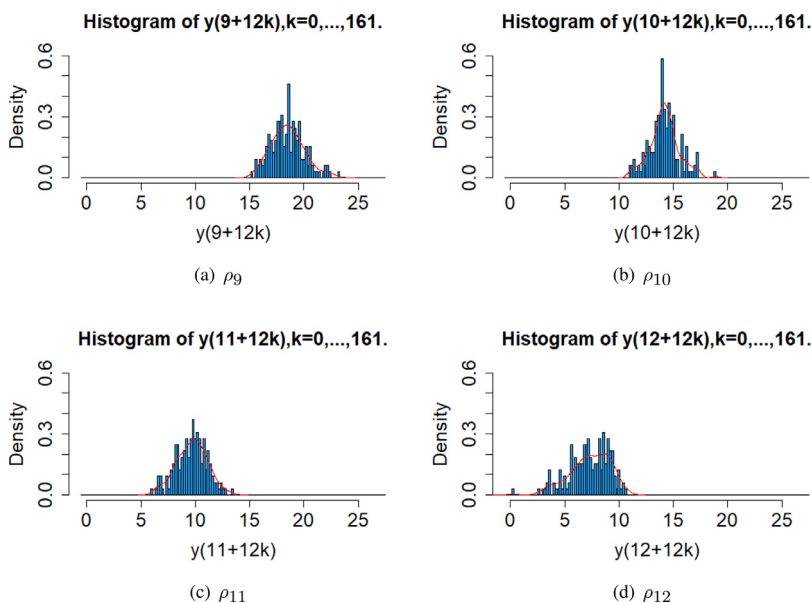 Histogram of y(9+12k),k=0,...,161.
Density
0.0 0.3 0.6
0 5 10 15 20 25
y(9+12k)
(a) ρ9
Histogram of y(10+12k),k=0,...,161.
Density
0.0 0.3 0.6
0 5 10 15 20 25
y(10+12k)
(b) ρ10
Histogram of y(11+12k),k=0,...,161.
Density
0.0 0.3 0.6
0 5 10 15 20 25
y(11+12k)
(c) ρ11
Histogram of y(12+12k),k=0,...,161.
Density
0.0 0.3 0.6
0 5 10 15 20 25
y(12+12k)
(d) ρ12